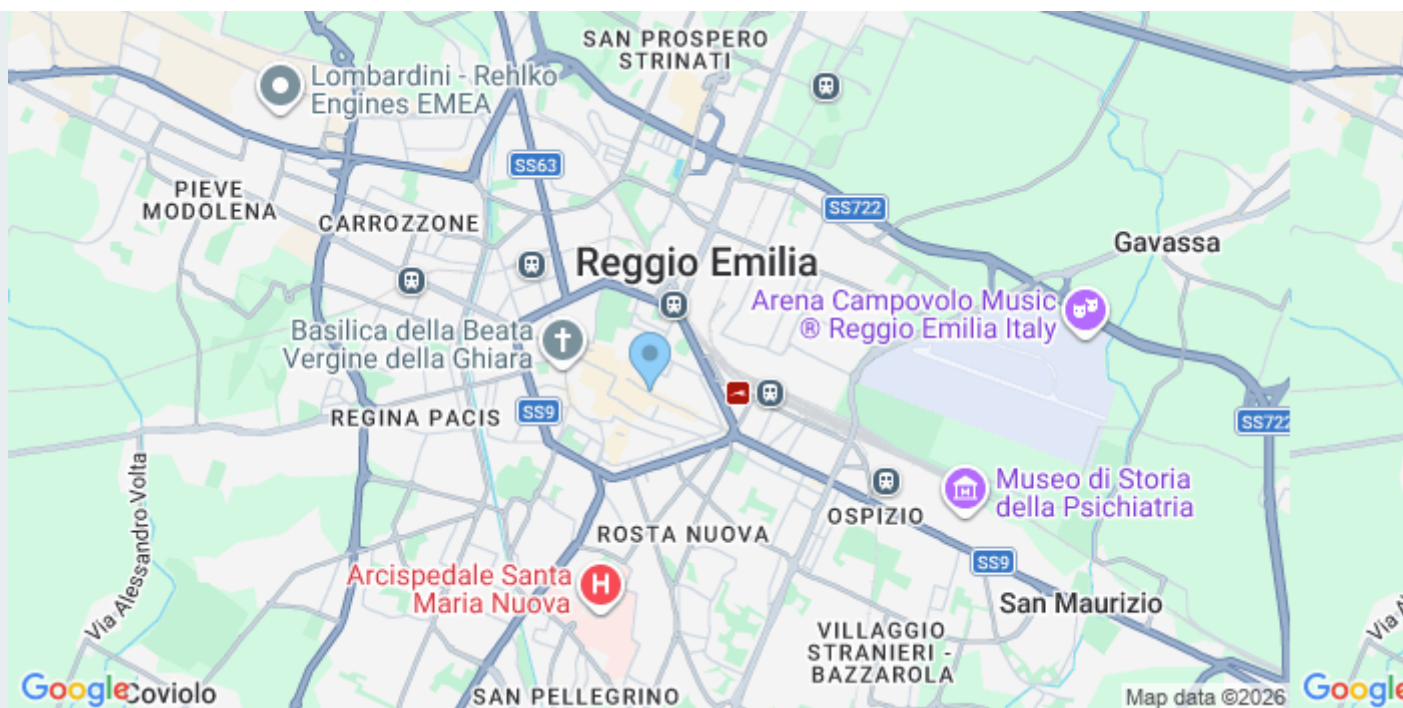 SAN PROSPERO
STRINATI
Lombardini - Rehlko
Engines EMEA
SS63
PIEVE
MODOLENA
CARROZZONE
SS722
Gavassa
Reggio Emilia
Arena Campovolo Music
® Reggio Emilia Italy
Basilica della Beata
Vergine della Ghiara
REGINA PACIS
SS9
SS722
Via Alessandro Volta
Museo di Storia
della Psichiatria
OSPIZIO
ROSTA NUOVA
SS9
Arcispedale Santa
Maria Nuova
H
San Maurizio
VILLAGGIO
STRANIERI -
BAZZAROLA
Via A
Google
Coviolo
SAN PELLEGRINO
Map data ©2026
Google